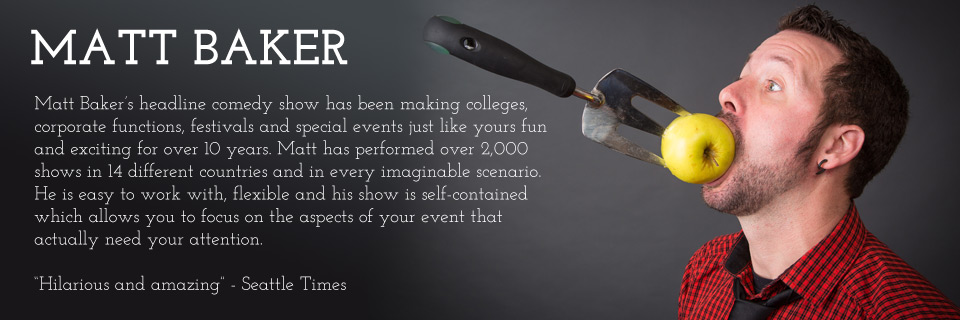 MATT BAKER
Matt Baker's headline comedy show has been making colleges,
corporate functions, festivals and special events just like yours fun
and exciting for over 10 years. Matt has performed over 2,000
shows in 14 different countries and in every imaginable scenario.
He is easy to work with, flexible and his show is self-contained
which allows you to focus on the aspects of your event that
actually need your attention.
"Hilarious and amazing" - Seattle Times